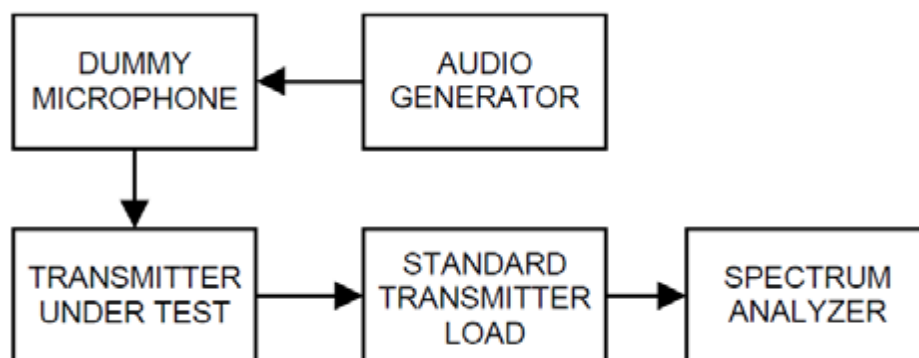 DUMMY
MICROPHONE
AUDIO
GENERATOR
TRANSMITTER
UNDER TEST
STANDARD
TRANSMITTER
LOAD
SPECTRUM
ANALYZER